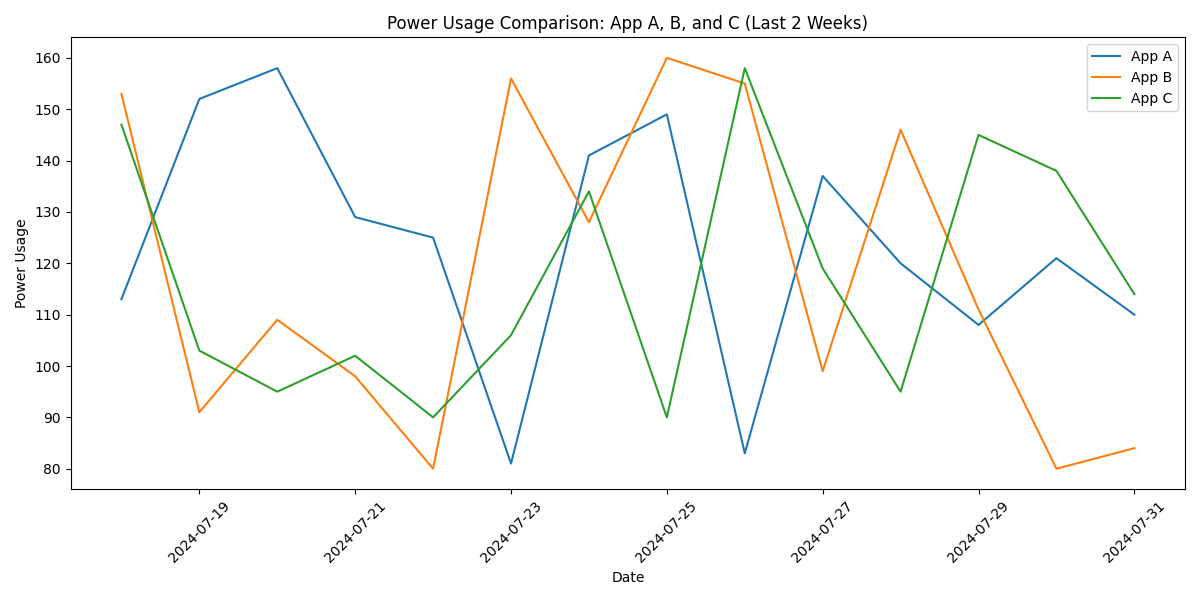 Power Usage Comparison: App A, B, and C (Last 2 Weeks)
App A
App B
App C
Power Usage
160
150
140
130
120
110
100
90
80
2024-07-19
2024-07-21
2024-07-23
2024-07-25
2024-07-27
2024-07-29
2024-07-31
Date